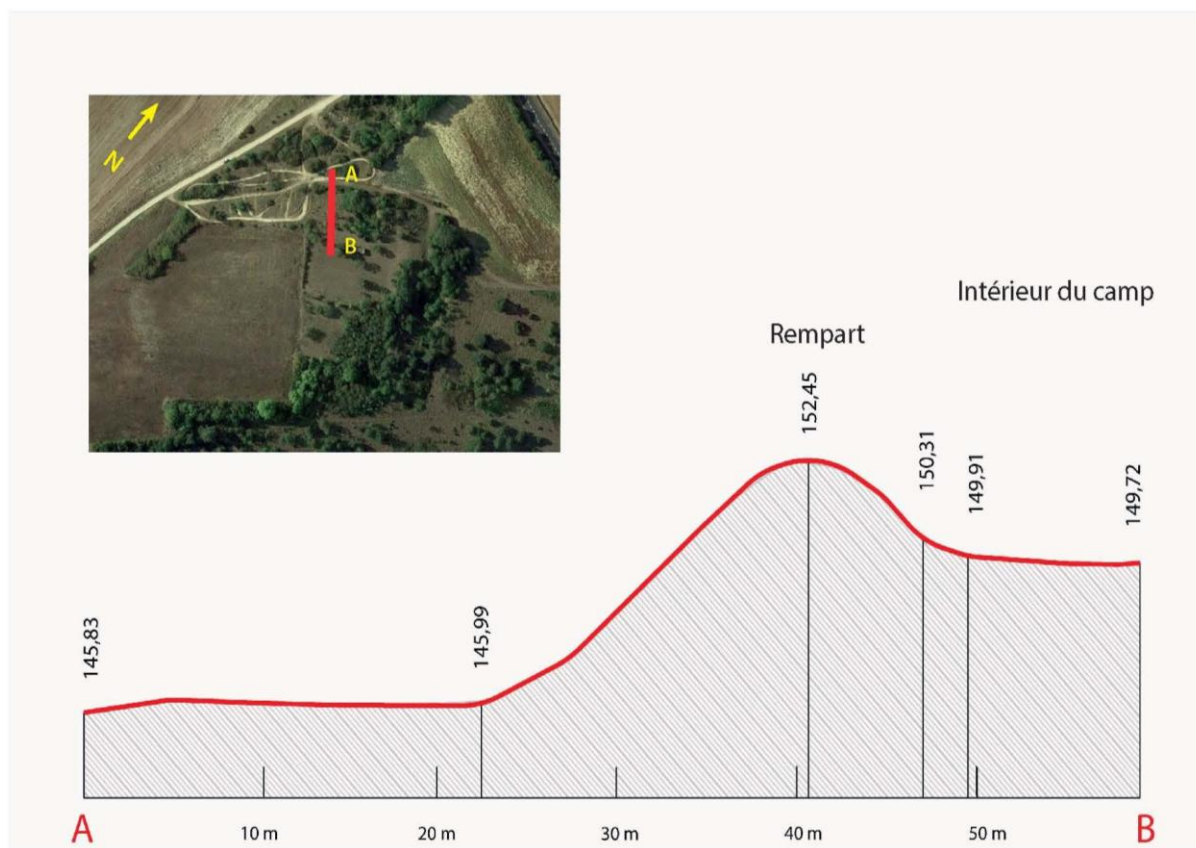 N
A
B
Intérieur du camp
Rempart
145,83
145,99
152,45
150,31
149,91
149,72
A
10 m
20 m
30 m
40 m
50 m
B